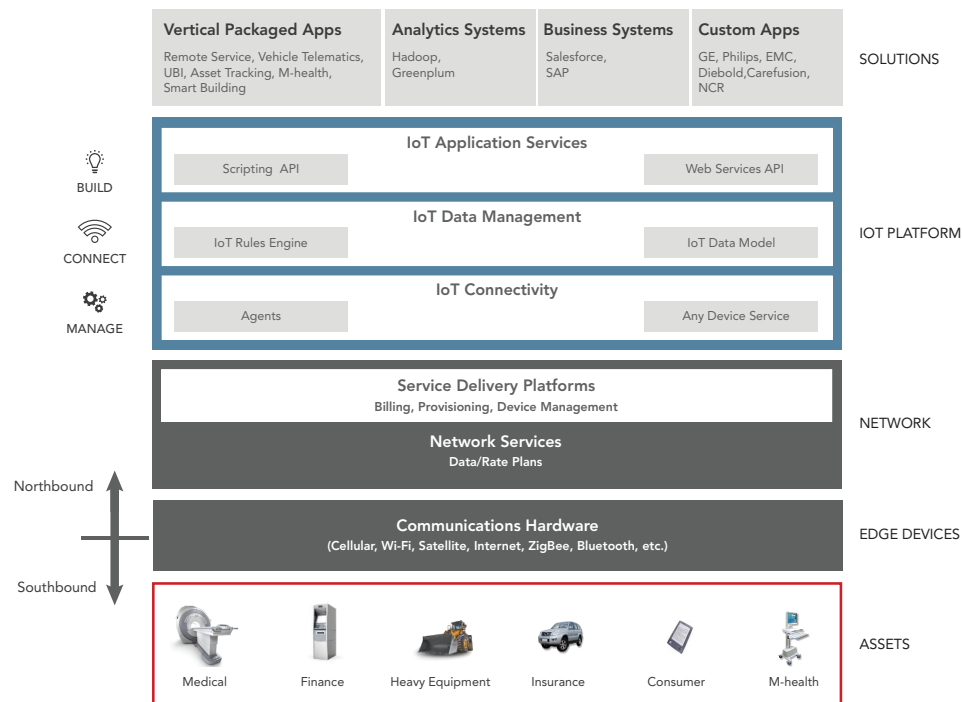 Vertical Packaged Apps
Remote Service, Vehicle Telematics,
UBI, Asset Tracking, M-health,
Smart Building
Analytics Systems
Hadoop,
Greenplum
Business Systems
Salesforce,
SAP
Custom Apps
GE, Philips, EMC,
Diebold,Carefusion,
NCR
SOLUTIONS
BUILD
CONNECT
MANAGE
IoT Application Services
Scripting API
Web Services API
IoT Data Management
IoT Rules Engine
IoT Data Model
IoT Connectivity
Agents
Any Device Service
IOT PLATFORM
Service Delivery Platforms
Billing, Provisioning, Device Management
Network Services
Data/Rate Plans
NETWORK
Northbound
Southbound
Communications Hardware
(Cellular, Wi-Fi, Satellite, Internet, ZigBee, Bluetooth, etc.)
EDGE DEVICES
Medical
Finance
Heavy Equipment
Insurance
Consumer
M-health
ASSETS